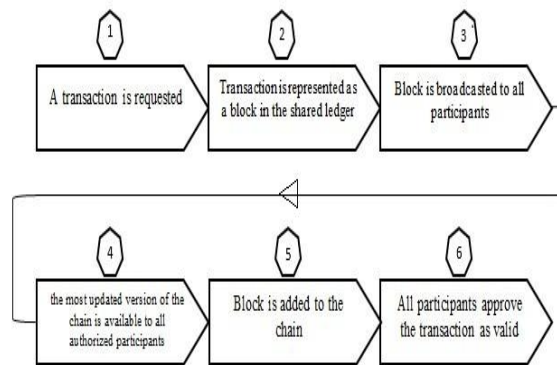 1
A transaction is requested
2
Transaction is represented as
a block in the shared ledger
3
Block is broadcasted to all
participants
4
the most updated version of the
chain is available to all
authorized participants
5
Block is added to the
chain
6
All participants approve
the transaction as valid